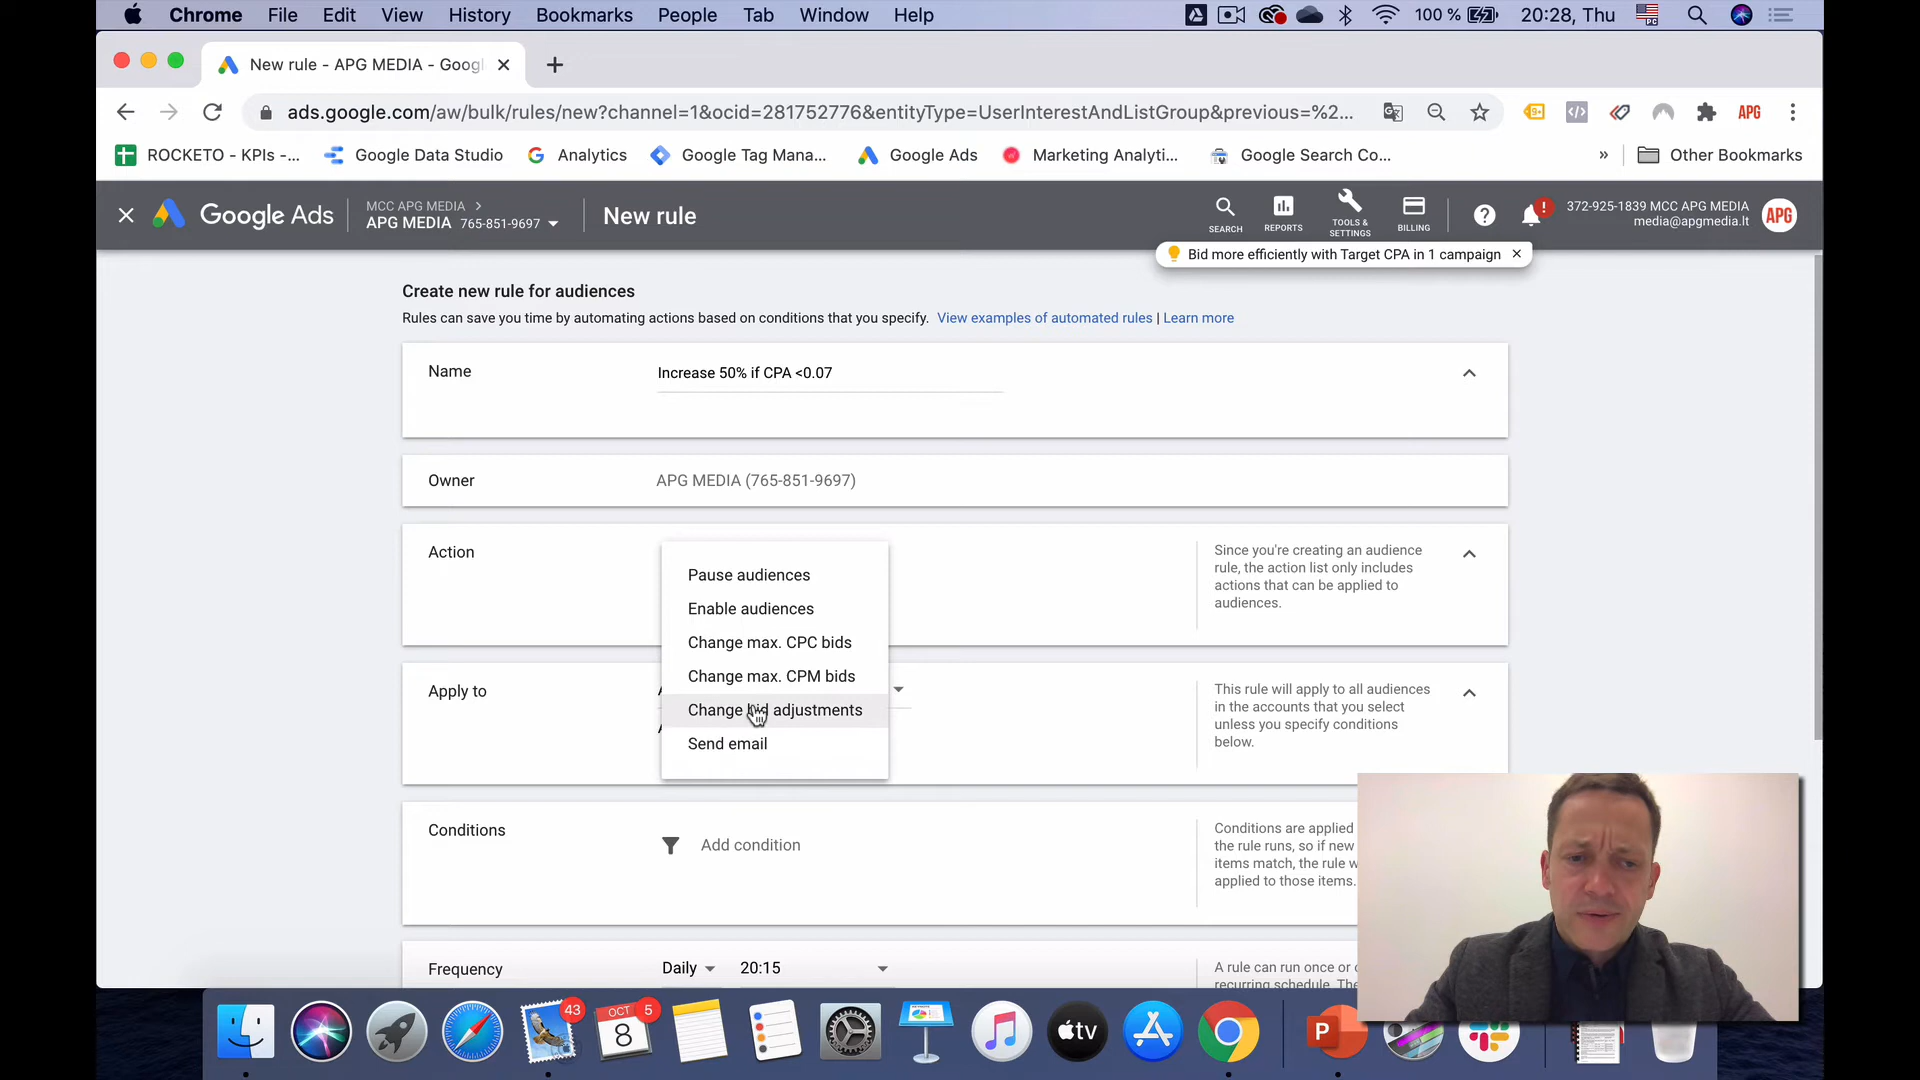 Chrome File Edit View History Bookmarks People Tab Window Help 100 % 20:28, Thu
New rule - APG MEDIA - Goog
ads.google.com/aw/bulk/rules/new?channel=1&ocid=281752776&entityType=UserInterestAndListGroup&previous=%2... APG
ROCKETO - KPIs -... Google Data Studio Analytics Google Tag Mana... Google Ads Marketing Analyti... Google Search Co... » Other Bookmarks
Google Ads
MCC APG MEDIA >
APG MEDIA 765-851-9697
New rule
SEARCH
REPORTS
TOOLS &
SETTINGS
BILLING
372-925-1839 MCC APG MEDIA
media@apgmedia.lt
APG
Bid more efficiently with Target CPA in 1 campaign
Create new rule for audiences
Rules can save you time by automating actions based on conditions that you specify. View examples of automated rules | Learn more
Name Increase 50% if CPA <0.07
Owner APG MEDIA (765-851-9697)
Action
Pause audiences
Enable audiences
Change max. CPC bids
Change max. CPM bids
Change bid adjustments
Send email
Since you're creating an audience
rule, the action list only includes
actions that can be applied to
audiences.
Apply to
This rule will apply to all audiences
in the accounts that you select
unless you specify conditions
below.
Conditions Add condition
Conditions are applied
the rule runs, so if new
items match, the rule w
applied to those items.
Frequency Daily 20:15
A rule can run once or
recurring schedule. The
43
OCT 5
8
tv
P